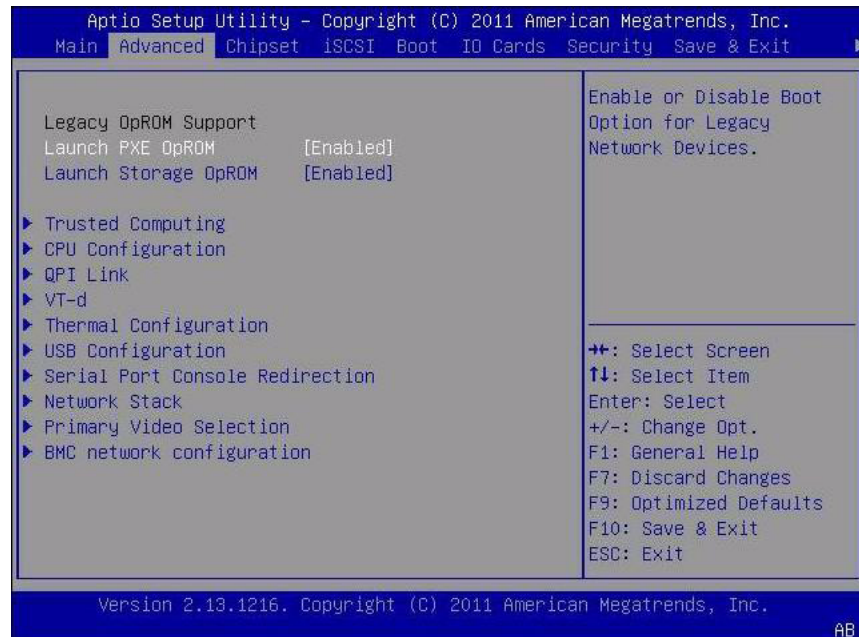 Aptio Setup Utility – Copyright (C) 2011 American Megatrends, Inc.
Main Advanced Chipset iSCSI Boot IO Cards Security Save & Exit
Legacy OpROM Support
Launch PXE OpROM [Enabled]
Launch Storage OpROM [Enabled]
Trusted Computing
CPU Configuration
QPI Link
VT-d
Thermal Configuration
USB Configuration
Serial Port Console Redirection
Network Stack
Primary Video Selection
BMC network configuration
Enable or Disable Boot
Option for Legacy
Network Devices.
→←: Select Screen
↑↓: Select Item
Enter: Select
+/-: Change Opt.
F1: General Help
F7: Discard Changes
F9: Optimized Defaults
F10: Save & Exit
ESC: Exit
Version 2.13.1216. Copyright (C) 2011 American Megatrends, Inc.
AB